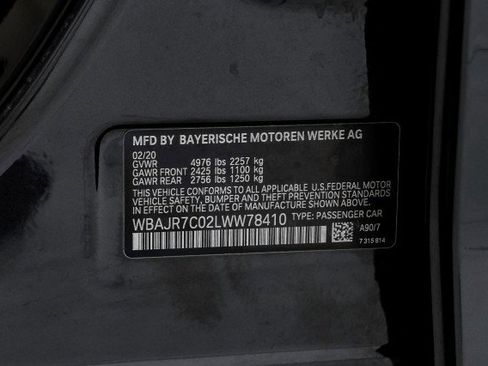 MFD BY BAYERISCHE MOTOREN WERKE AG
02/20
GVWR 4976 lbs 2257 kg
GAWR FRONT 2425 lbs 1100 kg
GAWR REAR 2756 lbs 1250 kg
THIS VEHICLE CONFORMS TO ALL APPLICABLE U.S.FEDERAL MOTOR
VEHICLE SAFETY, BUMPER AND THEFT PREVENTION STANDARDS
IN EFFECT ON THE DATE OF MANUFACTURE SHOWN ABOVE.
WBAJR7C02LWW78410 TYPE: PASSENGER CAR
A90/7
7 315 814